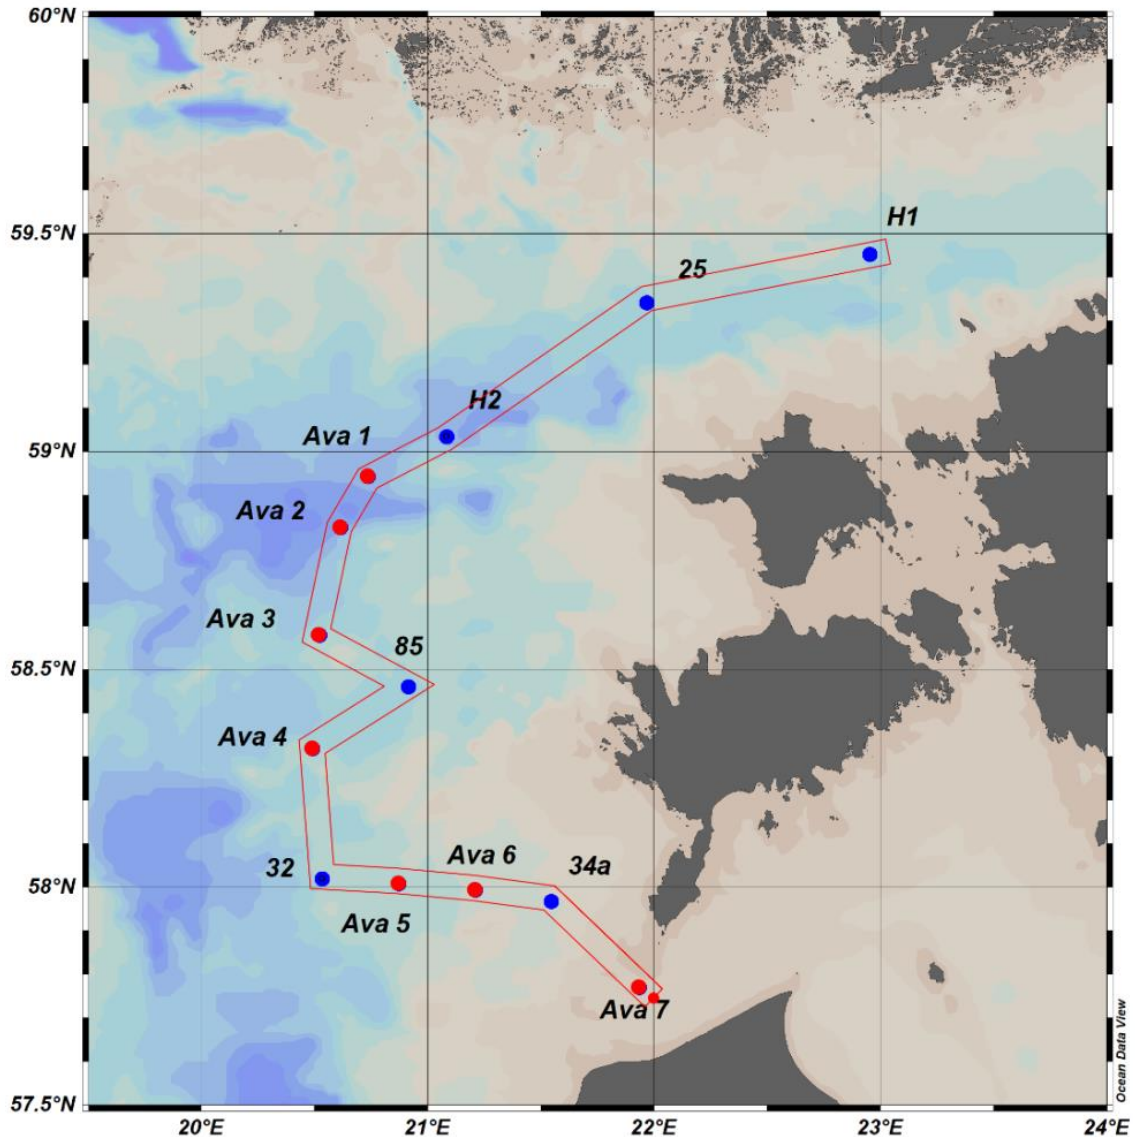 60°N
H1
59.5°N
25
H2
Ava 1
59°N
Ava 2
Ava 3
85
58.5°N
Ava 4
Ava 6
34a
32
58°N
Ava 5
Ava 7
57.5°N
20°E
21°E
22°E
23°E
24°E
Ocean Data View